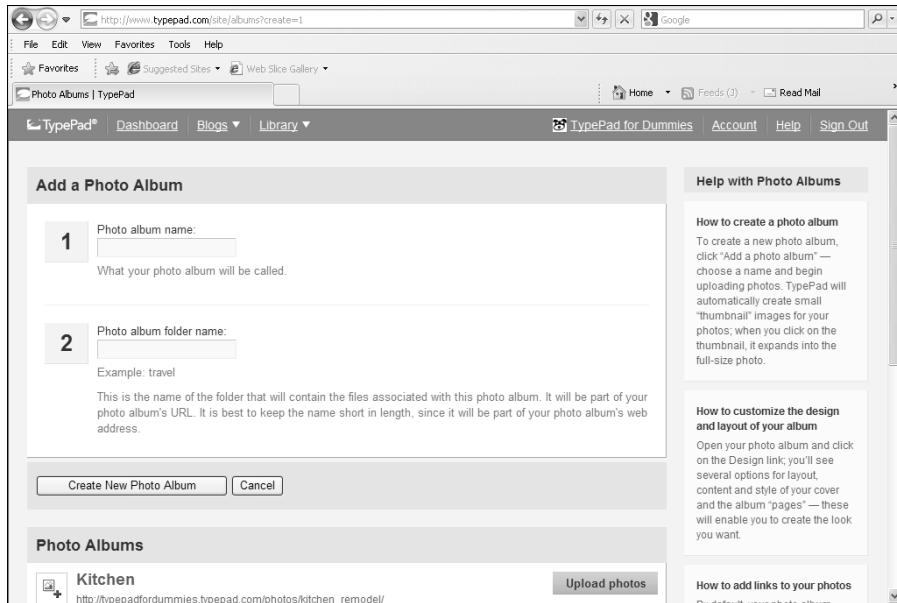 http://www.typepad.com/site/albums?create=1
Google
File Edit View Favorites Tools Help
Favorites Suggested Sites Web Slice Gallery
Photo Albums | TypePad
Home Feeds (J) Read Mail
TypePad® Dashboard Blogs Library TypePad for Dummies Account Help Sign Out
Add a Photo Album
1
Photo album name:
What your photo album will be called.
2
Photo album folder name:
Example: travel
This is the name of the folder that will contain the files associated with this photo album. It will be part of your
photo album's URL. It is best to keep the name short in length, since it will be part of your photo album's web
address.
Create New Photo Album Cancel
Photo Albums
Kitchen
http://typepadfordummies.typepad.com/photos/kitchen_remodel/
Upload photos
Help with Photo Albums
How to create a photo album
To create a new photo album,
click "Add a photo album" —
choose a name and begin
uploading photos. TypePad will
automatically create small
"thumbnail" images for your
photos; when you click on the
thumbnail, it expands into the
full-size photo.
How to customize the design
and layout of your album
Open your photo album and click
on the Design link; you'll see
several options for layout,
content and style of your cover
and the album "pages" — these
will enable you to create the look
you want.
How to add links to your photos
By default, your photo album